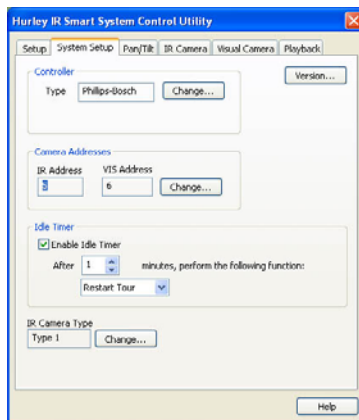 Hurley IR Smart System Control Utility
Setup System Setup Pan/Tilt IR Camera Visual Camera Playback
Controller
Version...
Type Philips-Bosch Change...
Camera Addresses
IR Address VIS Address
5 6 Change...
Idle Timer
Enable Idle Timer
After 1 minutes, perform the following function:
Restart Tour
IR Camera Type
Type 1 Change...
Help